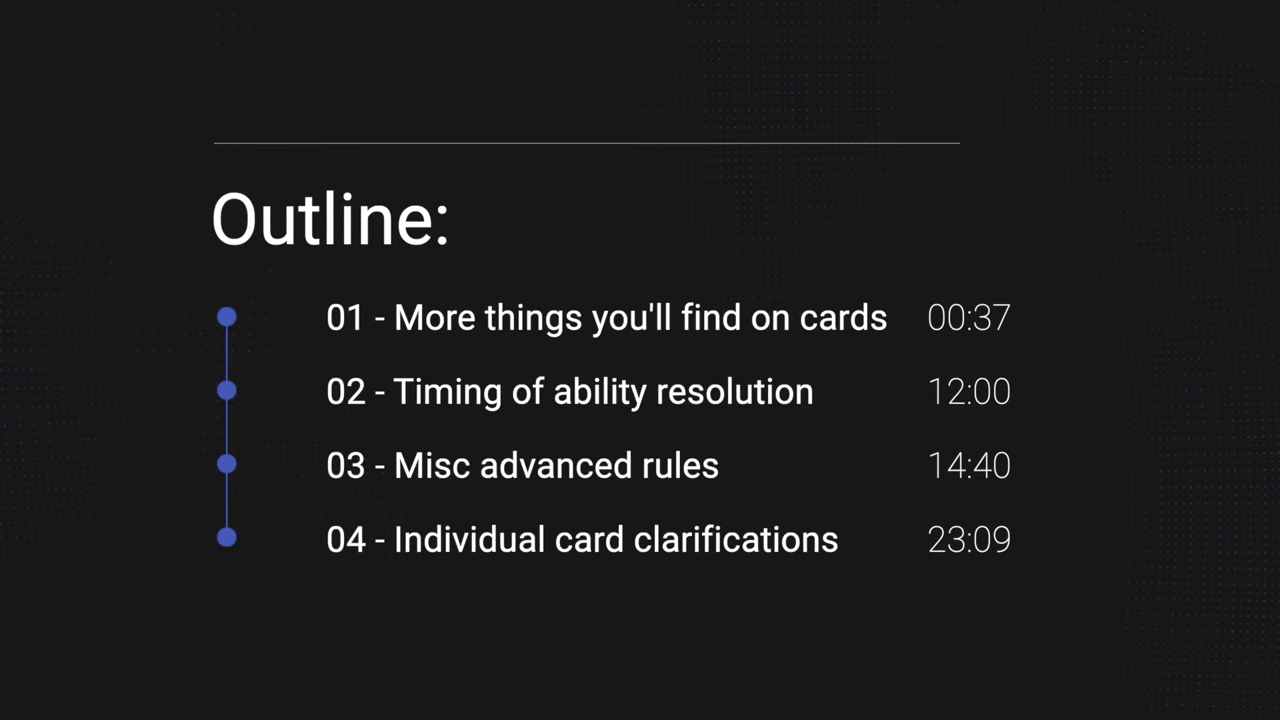 Outline:
01 - More things you'll find on cards 00:37
02 - Timing of ability resolution 12:00
03 - Misc advanced rules 14:40
04 - Individual card clarifications 23:09